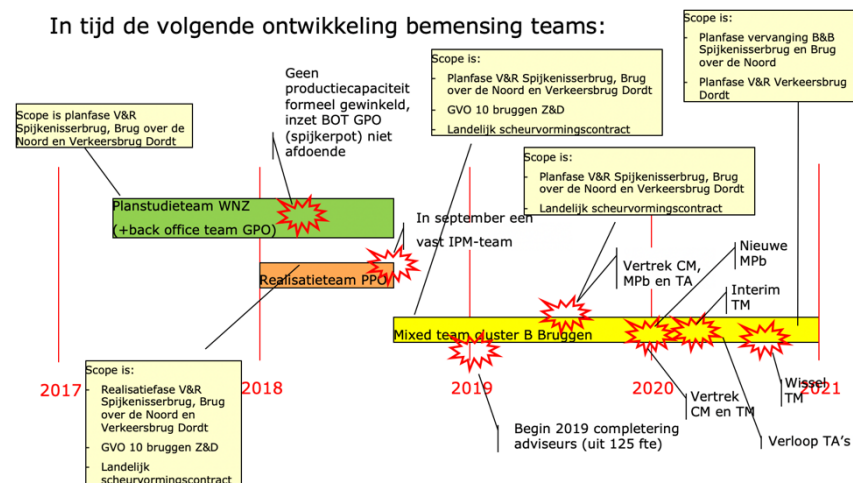 In tijd de volgende ontwikkeling bemensing teams:
Scope is planfase V&R
Spijkenisserbrug, Brug over de
Noord en Verkeersbrug Dordt
Geen
productiecapaciteit
formeel gewinkeld,
inzet BOT GPO
(spijkerpot) niet
afdoende
Scope is:
- Planfase V&R Spijkenisserbrug, Brug
over de Noord en Verkeersbrug Dordt
- GVO 10 bruggen Z&D
- Landelijk scheurvormingscontract
Scope is:
- Planfase vervanging B&B
Spijkenisserbrug en Brug
over de Noord
- Planfase V&R Verkeersbrug
Dordt
Scope is:
- Planfase V&R Spijkenisserbrug, Brug
over de Noord en Verkeersbrug Dordt
- Landelijk scheurvormingscontract
Planstudieteam WNZ
(+back office team GPO)
In september een
vast IPM-team
Realisatieteam PPO
Vertrek CM,
MPb en TA
Nieuwe
MPb
Interim
TM
Mixed team cluster B Bruggen
2017
2018
2019
2020
2021
Scope is:
- Realisatiefase V&R
Spijkenisserbrug, Brug
over de Noord en
Verkeersbrug Dordt
- GVO 10 bruggen Z&D
- Landelijk
scheurvormingscontract
Begin 2019 completering
adviseurs (uit 125 fte)
Vertrek
CM en TM
Wissel
TM
Verloop TA's